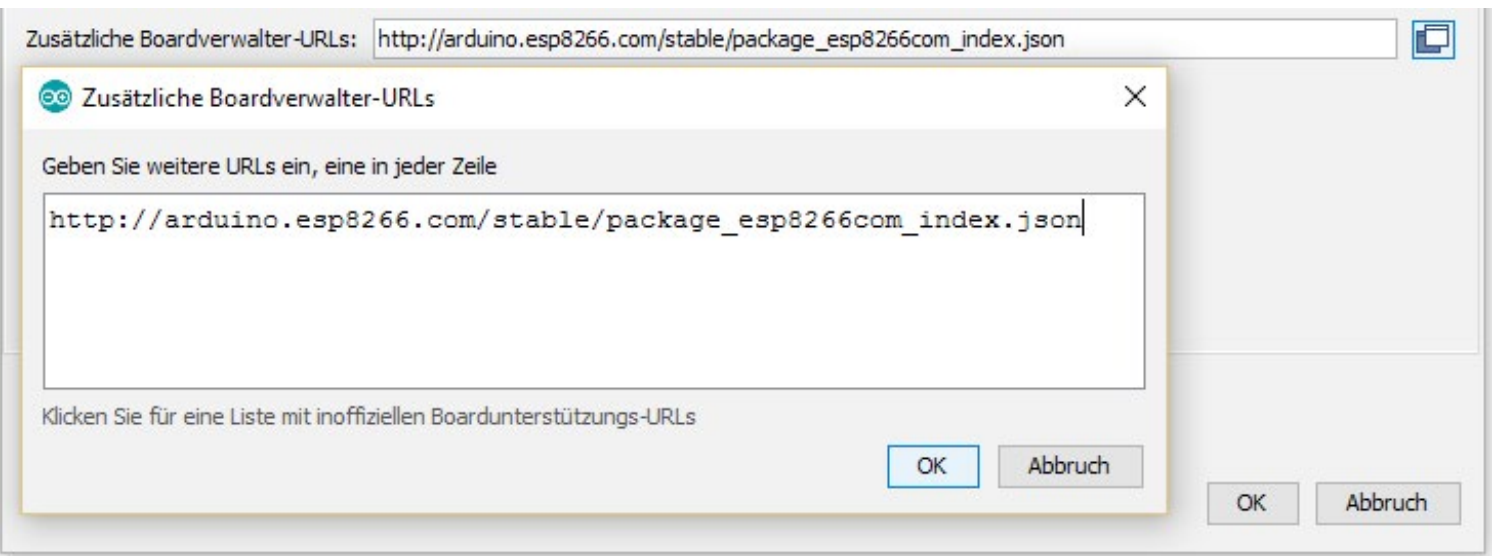 Zusätzliche Boardverwalter-URLs: http://arduino.esp8266.com/stable/package_esp8266com_index.json
Zusätzliche Boardverwalter-URLs
Geben Sie weitere URLs ein, eine in jeder Zeile
http://arduino.esp8266.com/stable/package_esp8266com_index.json
Klicken Sie für eine Liste mit inoffiziellen Boardunterstützungs-URLs
OK Abbruch
OK Abbruch